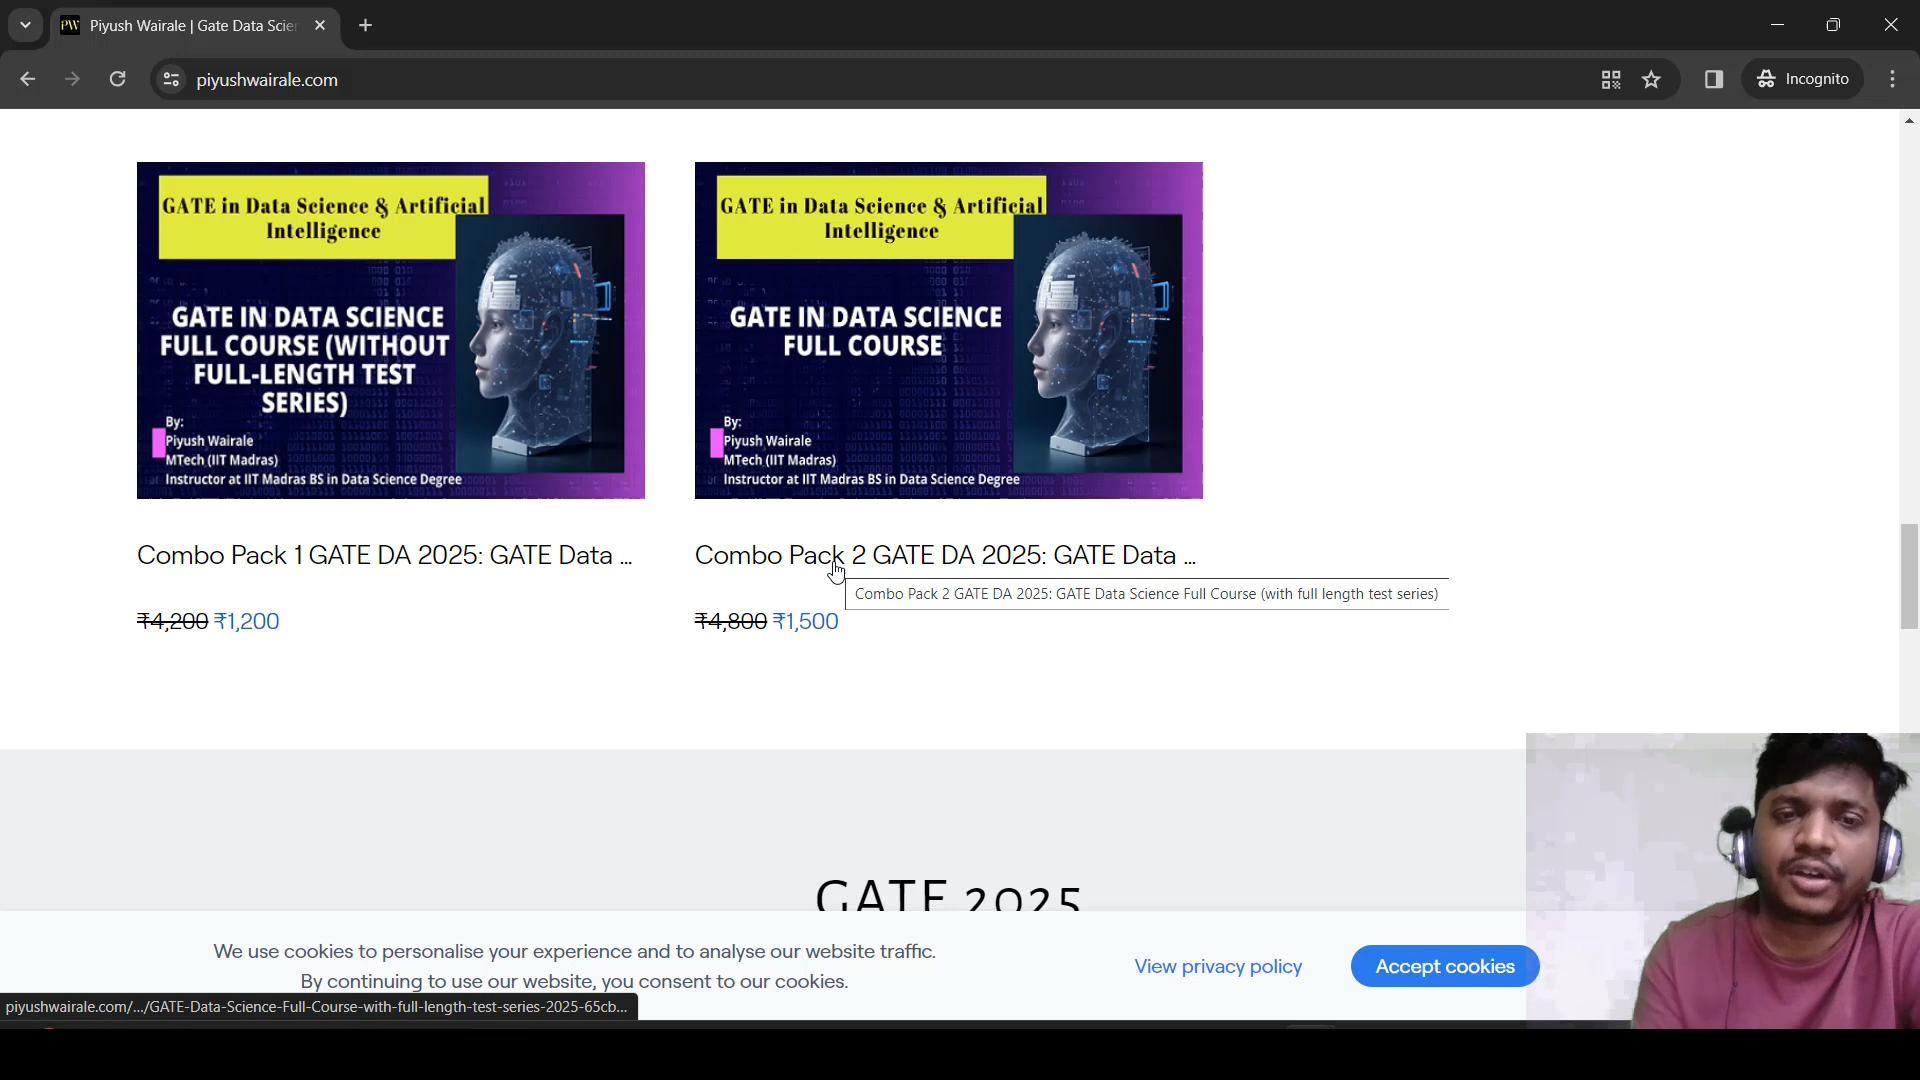 PW Piyush Wairale | Gate Data Scien
piyushwairale.com
Incognito
GATE in Data Science & Artificial
Intelligence
GATE IN DATA SCIENCE
FULL COURSE (WITHOUT
FULL-LENGTH TEST
SERIES)
By:
Piyush Wairale
MTech (IIT Madras)
Instructor at IIT Madras BS in Data Science Degree
GATE in Data Science & Artificial
Intelligence
GATE IN DATA SCIENCE
FULL COURSE
By:
Piyush Wairale
MTech (IIT Madras)
Instructor at IIT Madras BS in Data Science Degree
Combo Pack 1 GATE DA 2025: GATE Data ...
₹4,200 ₹1,200
Combo Pack 2 GATE DA 2025: GATE Data ...
Combo Pack 2 GATE DA 2025: GATE Data Science Full Course (with full length test series)
₹4,800 ₹1,500
GATE 2025
We use cookies to personalise your experience and to analyse our website traffic.
By continuing to use our website, you consent to our cookies.
View privacy policy
Accept cookies
piyushwairale.com/.../GATE-Data-Science-Full-Course-with-full-length-test-series-2025-65cb...